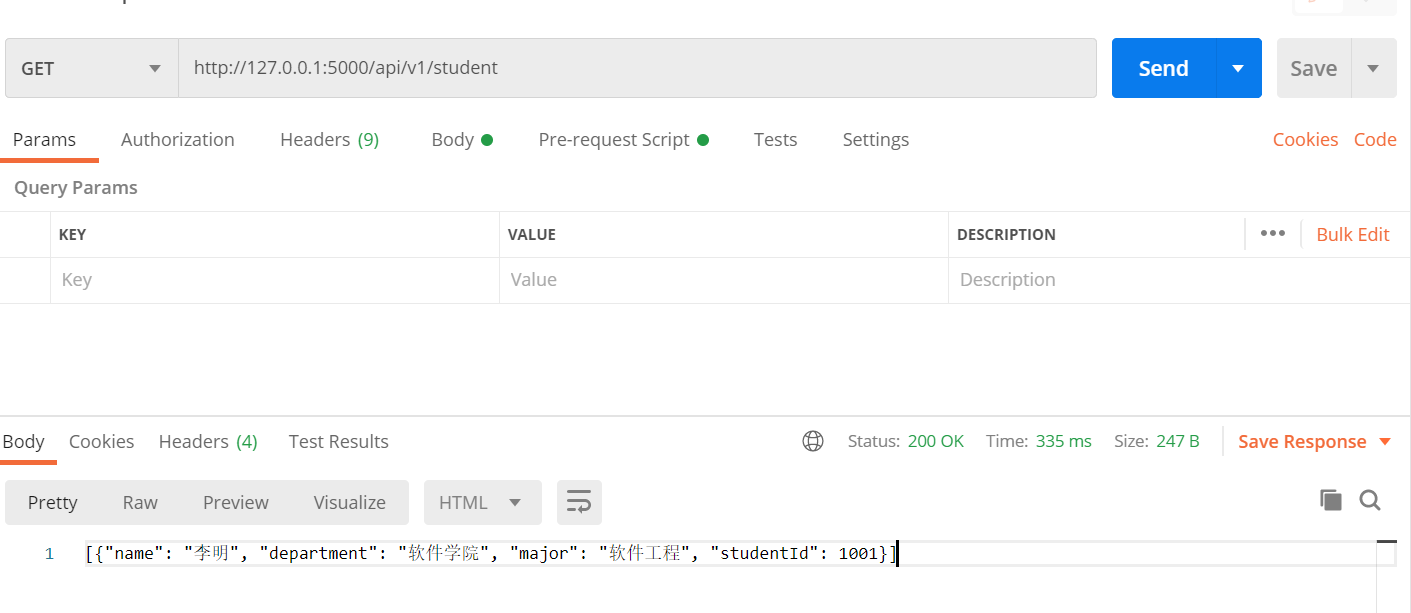 GET http://127.0.0.1:5000/api/v1/student Send Save
Params Authorization Headers (9) Body Pre-request Script Tests Settings Cookies Code
Query Params
KEY VALUE DESCRIPTION ••• Bulk Edit
Key Value Description
Body Cookies Headers (4) Test Results Status: 200 OK Time: 335 ms Size: 247 B Save Response
Pretty Raw Preview Visualize HTML
1 [{"name": "李明", "department": "软件学院", "major": "软件工程", "studentId": 1001}]